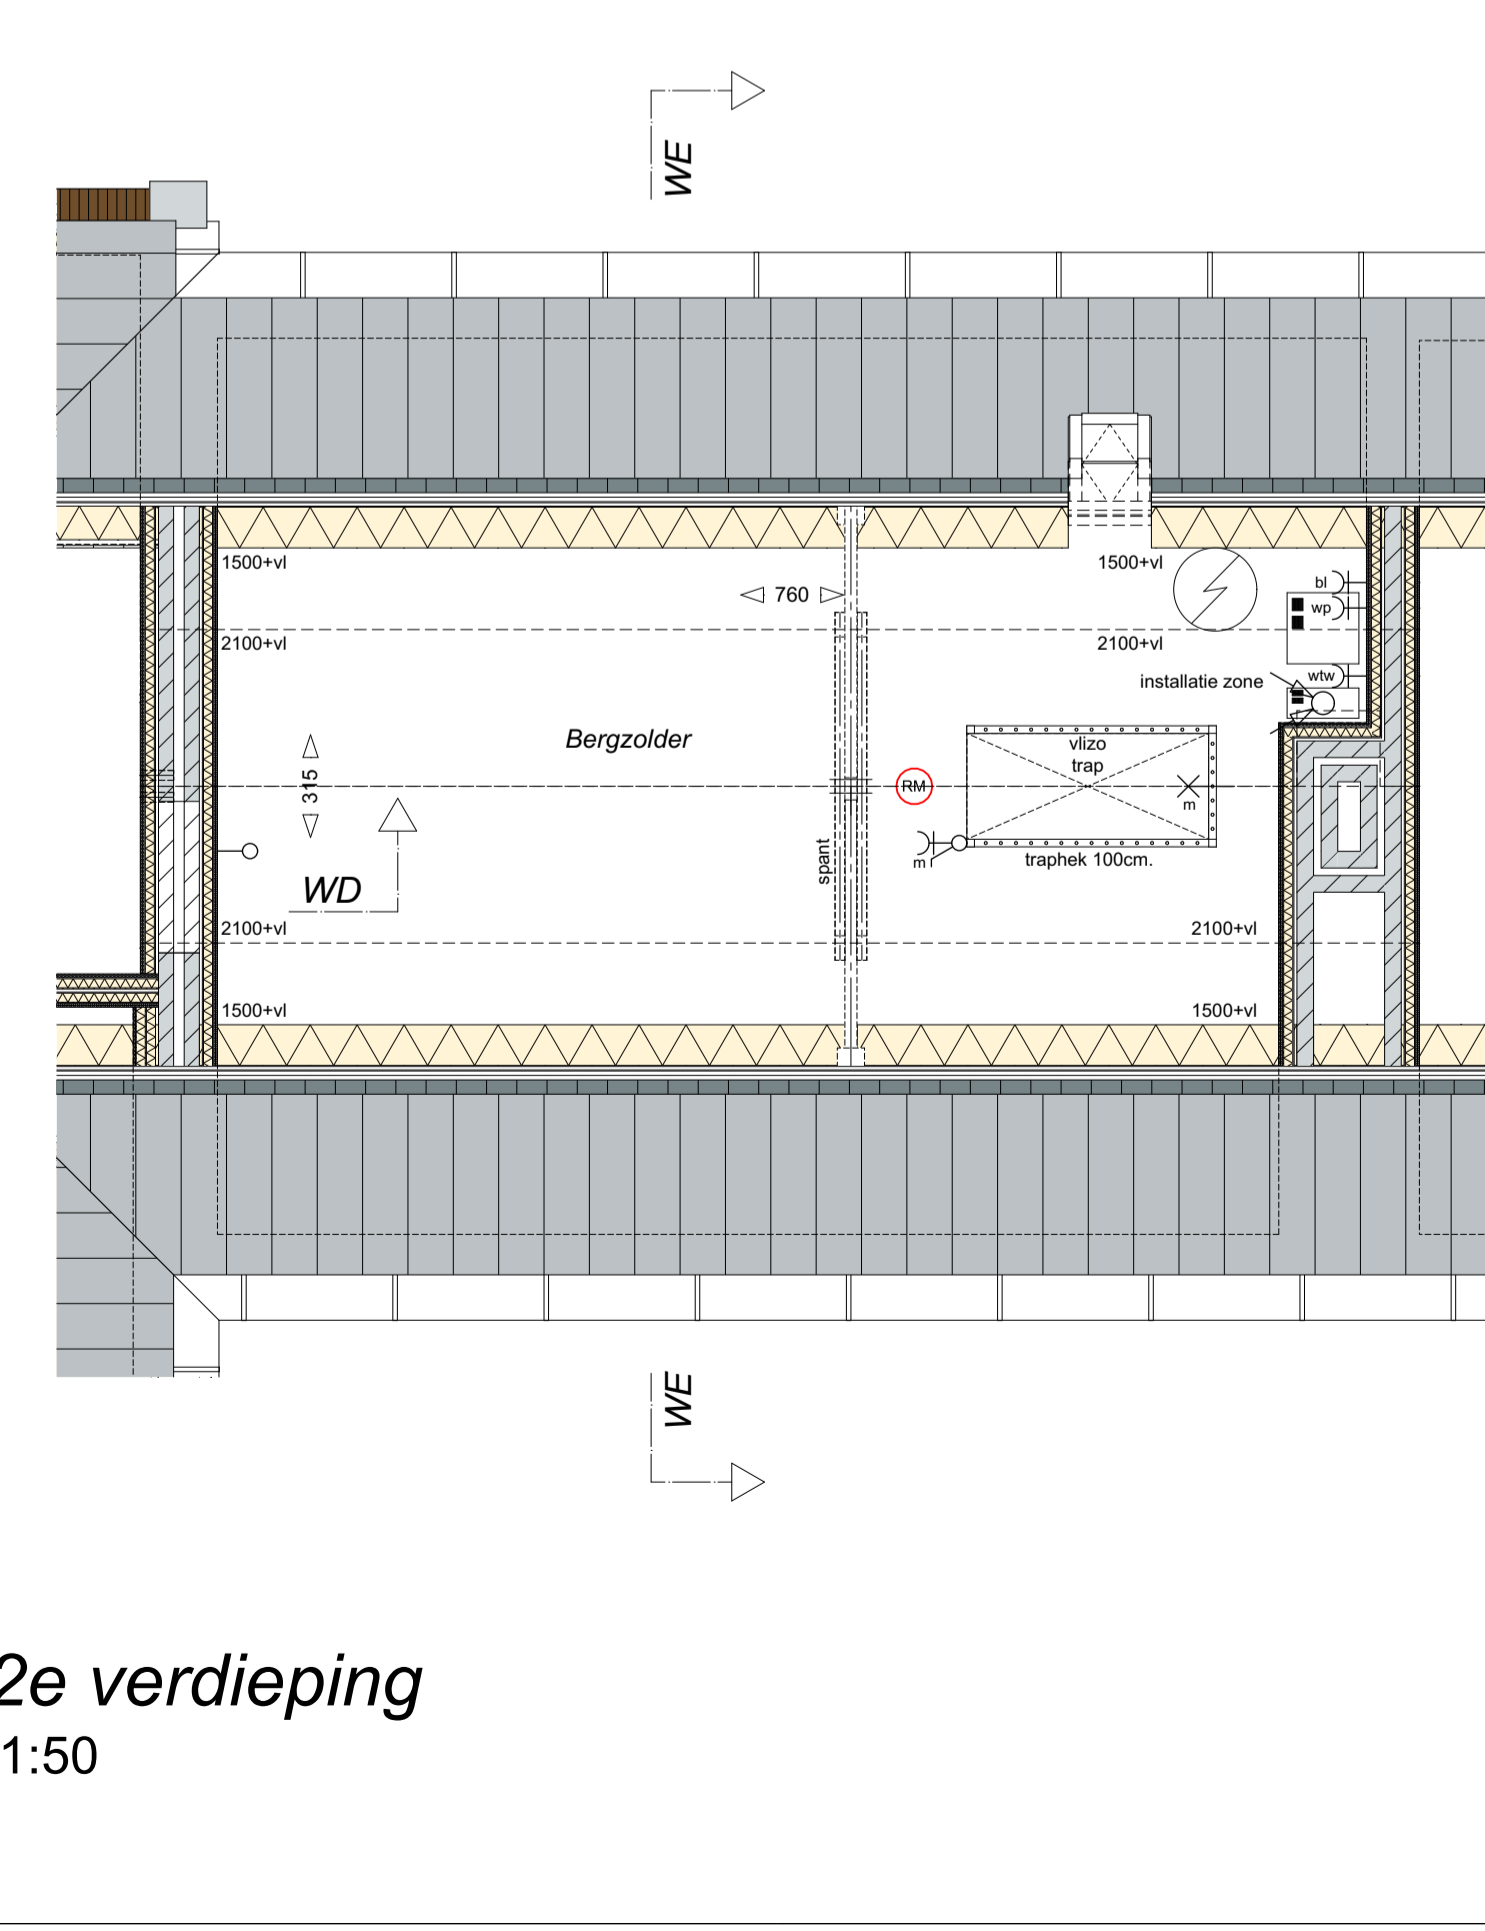 WE
1500+vl
1500+vl
760
bl
wp
2100+vl
2100+vl
wtw
installatie zone
Bergzolder
vlizo
trap
315
RM
m
m
spant
traphek 100cm.
WD
2100+vl
2100+vl
1500+vl
1500+vl
WE
2e verdieping
1:50